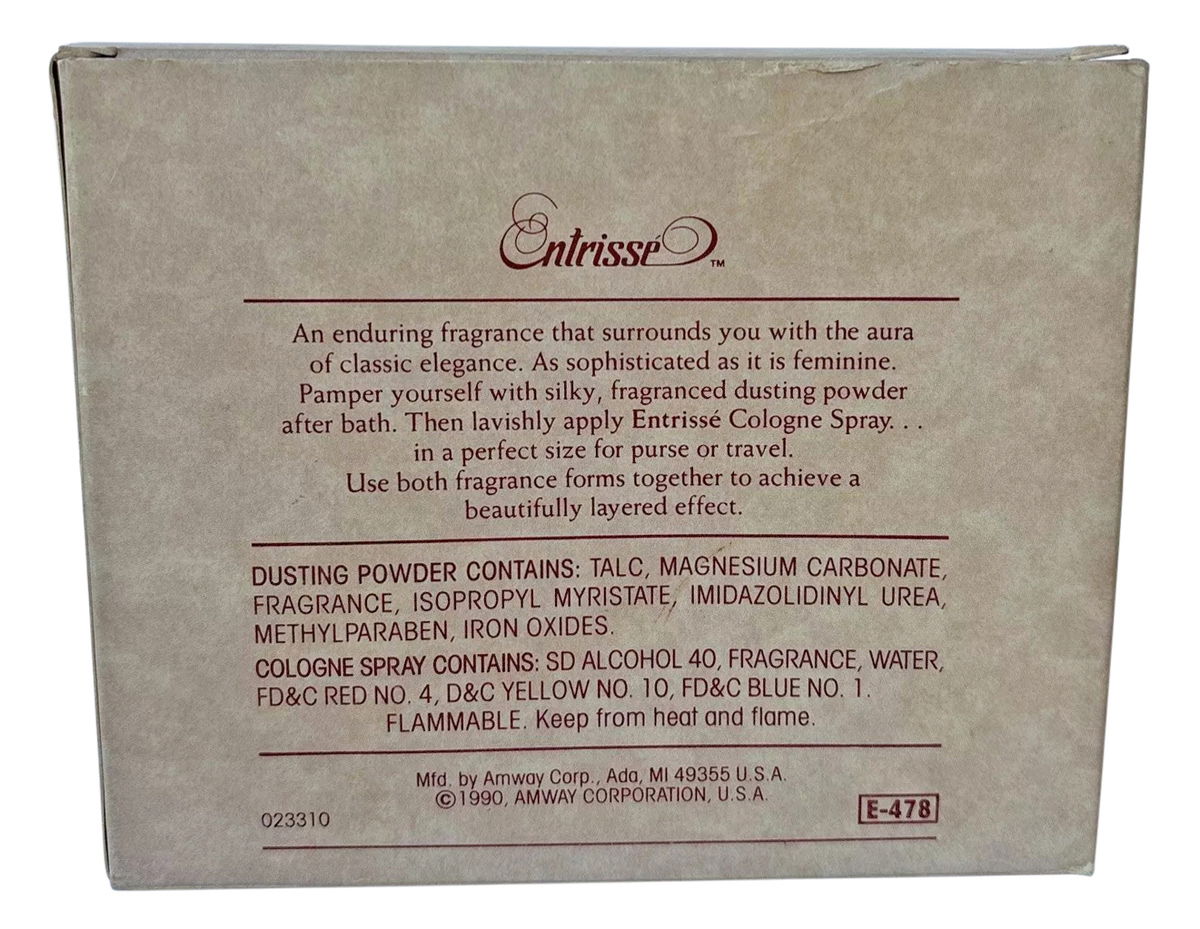 Entrissé™
An enduring fragrance that surrounds you with the aura
of classic elegance. As sophisticated as it is feminine.
Pamper yourself with silky, fragranced dusting powder
after bath. Then lavishly apply Entrissé Cologne Spray. . .
in a perfect size for purse or travel.
Use both fragrance forms together to achieve a
beautifully layered effect.
DUSTING POWDER CONTAINS: TALC, MAGNESIUM CARBONATE,
FRAGRANCE, ISOPROPYL MYRISTATE, IMIDAZOLIDINYL UREA,
METHYLPARABEN, IRON OXIDES.
COLOGNE SPRAY CONTAINS: SD ALCOHOL 40, FRAGRANCE, WATER,
FD&C RED NO. 4, D&C YELLOW NO. 10, FD&C BLUE NO. 1.
FLAMMABLE. Keep from heat and flame.
Mfd. by Amway Corp., Ada, MI 49355 U.S.A.
©1990, AMWAY CORPORATION, U.S.A.
023310
E-478